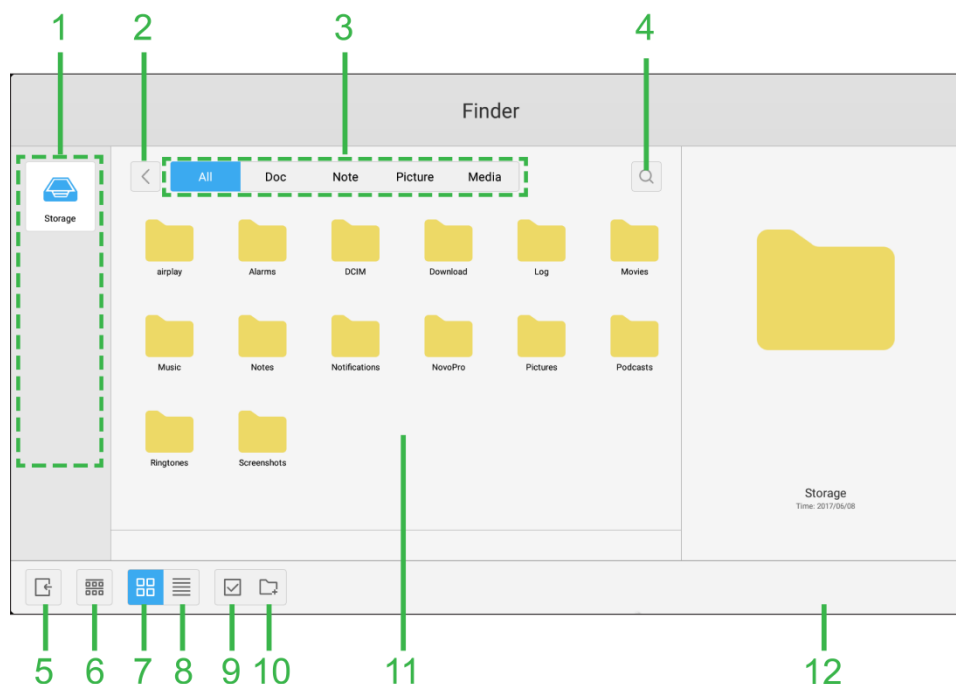 1 2 3 4
Finder
All Doc Note Picture Media
Storage
airplay Alarms DCIM Download Log Movies
Music Notes Notifications NovoPro Pictures Podcasts
Ringtones Screenshots
Storage
Time: 2017/06/08
5 6 7 8 9 10 11 12